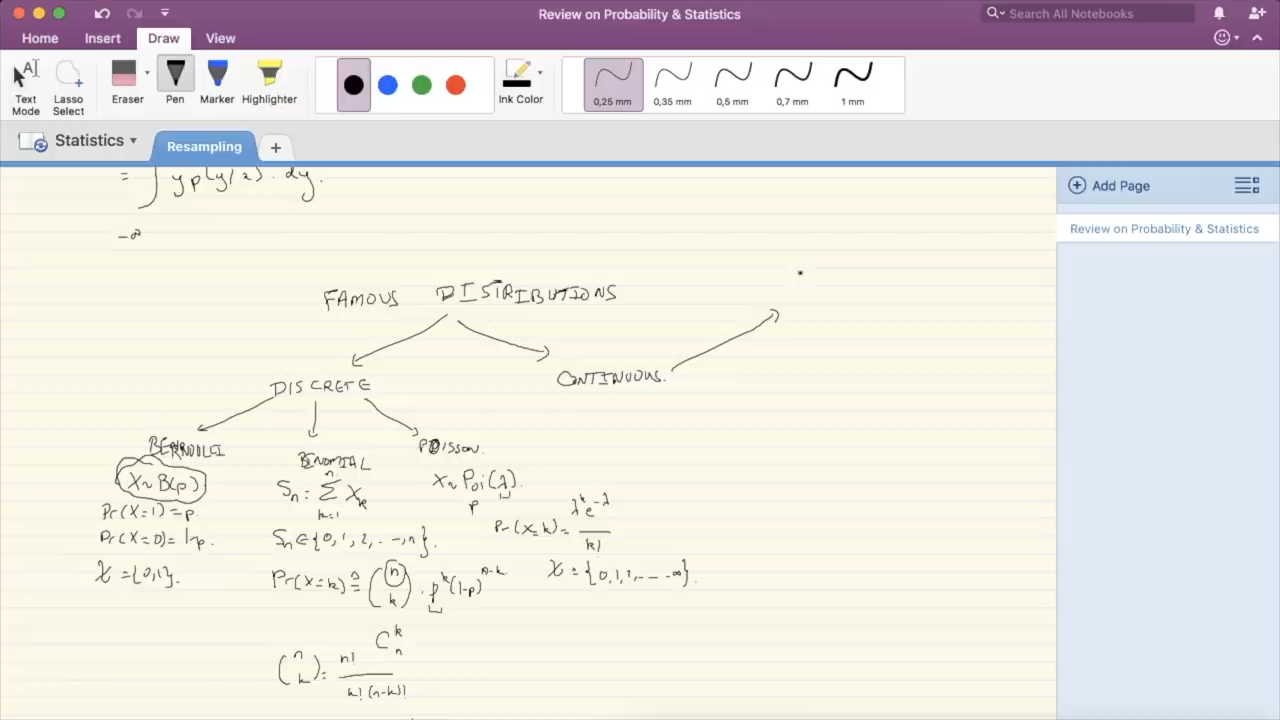 Review on Probability & Statistics
Search All Notebooks
Home Insert Draw View
Text Mode
Lasso Select
Eraser
Pen
Marker
Highlighter
Ink Color
0,25 mm 0,35 mm 0,5 mm 0,7 mm 1 mm
Statistics
Resampling
+
Add Page
Review on Probability & Statistics
= ∫ y p(y/x) . dy.
-∞
FAMOUS DISTRIBUTIONS
DISCRETE
CONTINUOUS.
BERNOULLI
X~B(p)
Pr(X=1)=p.
Pr(X=0)=1-p.
X={0,1}.
BINOMIAL
Sn = ∑ Xk
n
k=1
Sn∈{0,1,2,...,n}.
Pr(X=k) ≜ (n k) . p^k(1-p)^n-k
C n k
(n k) = n! / k!(n-k)!
POISSON.
X~Poi(λ).
p
Pr(X=k)= λ^k e^-λ / k!
X={0,1,2,.....∞}.